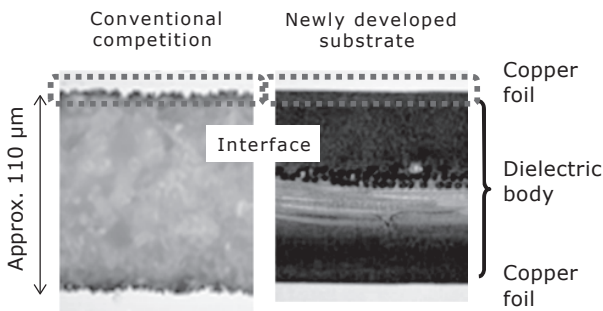 Conventional
competition
Newly developed
substrate
Copper
foil
Interface
Approx. 110 μm
Dielectric
body
Copper
foil